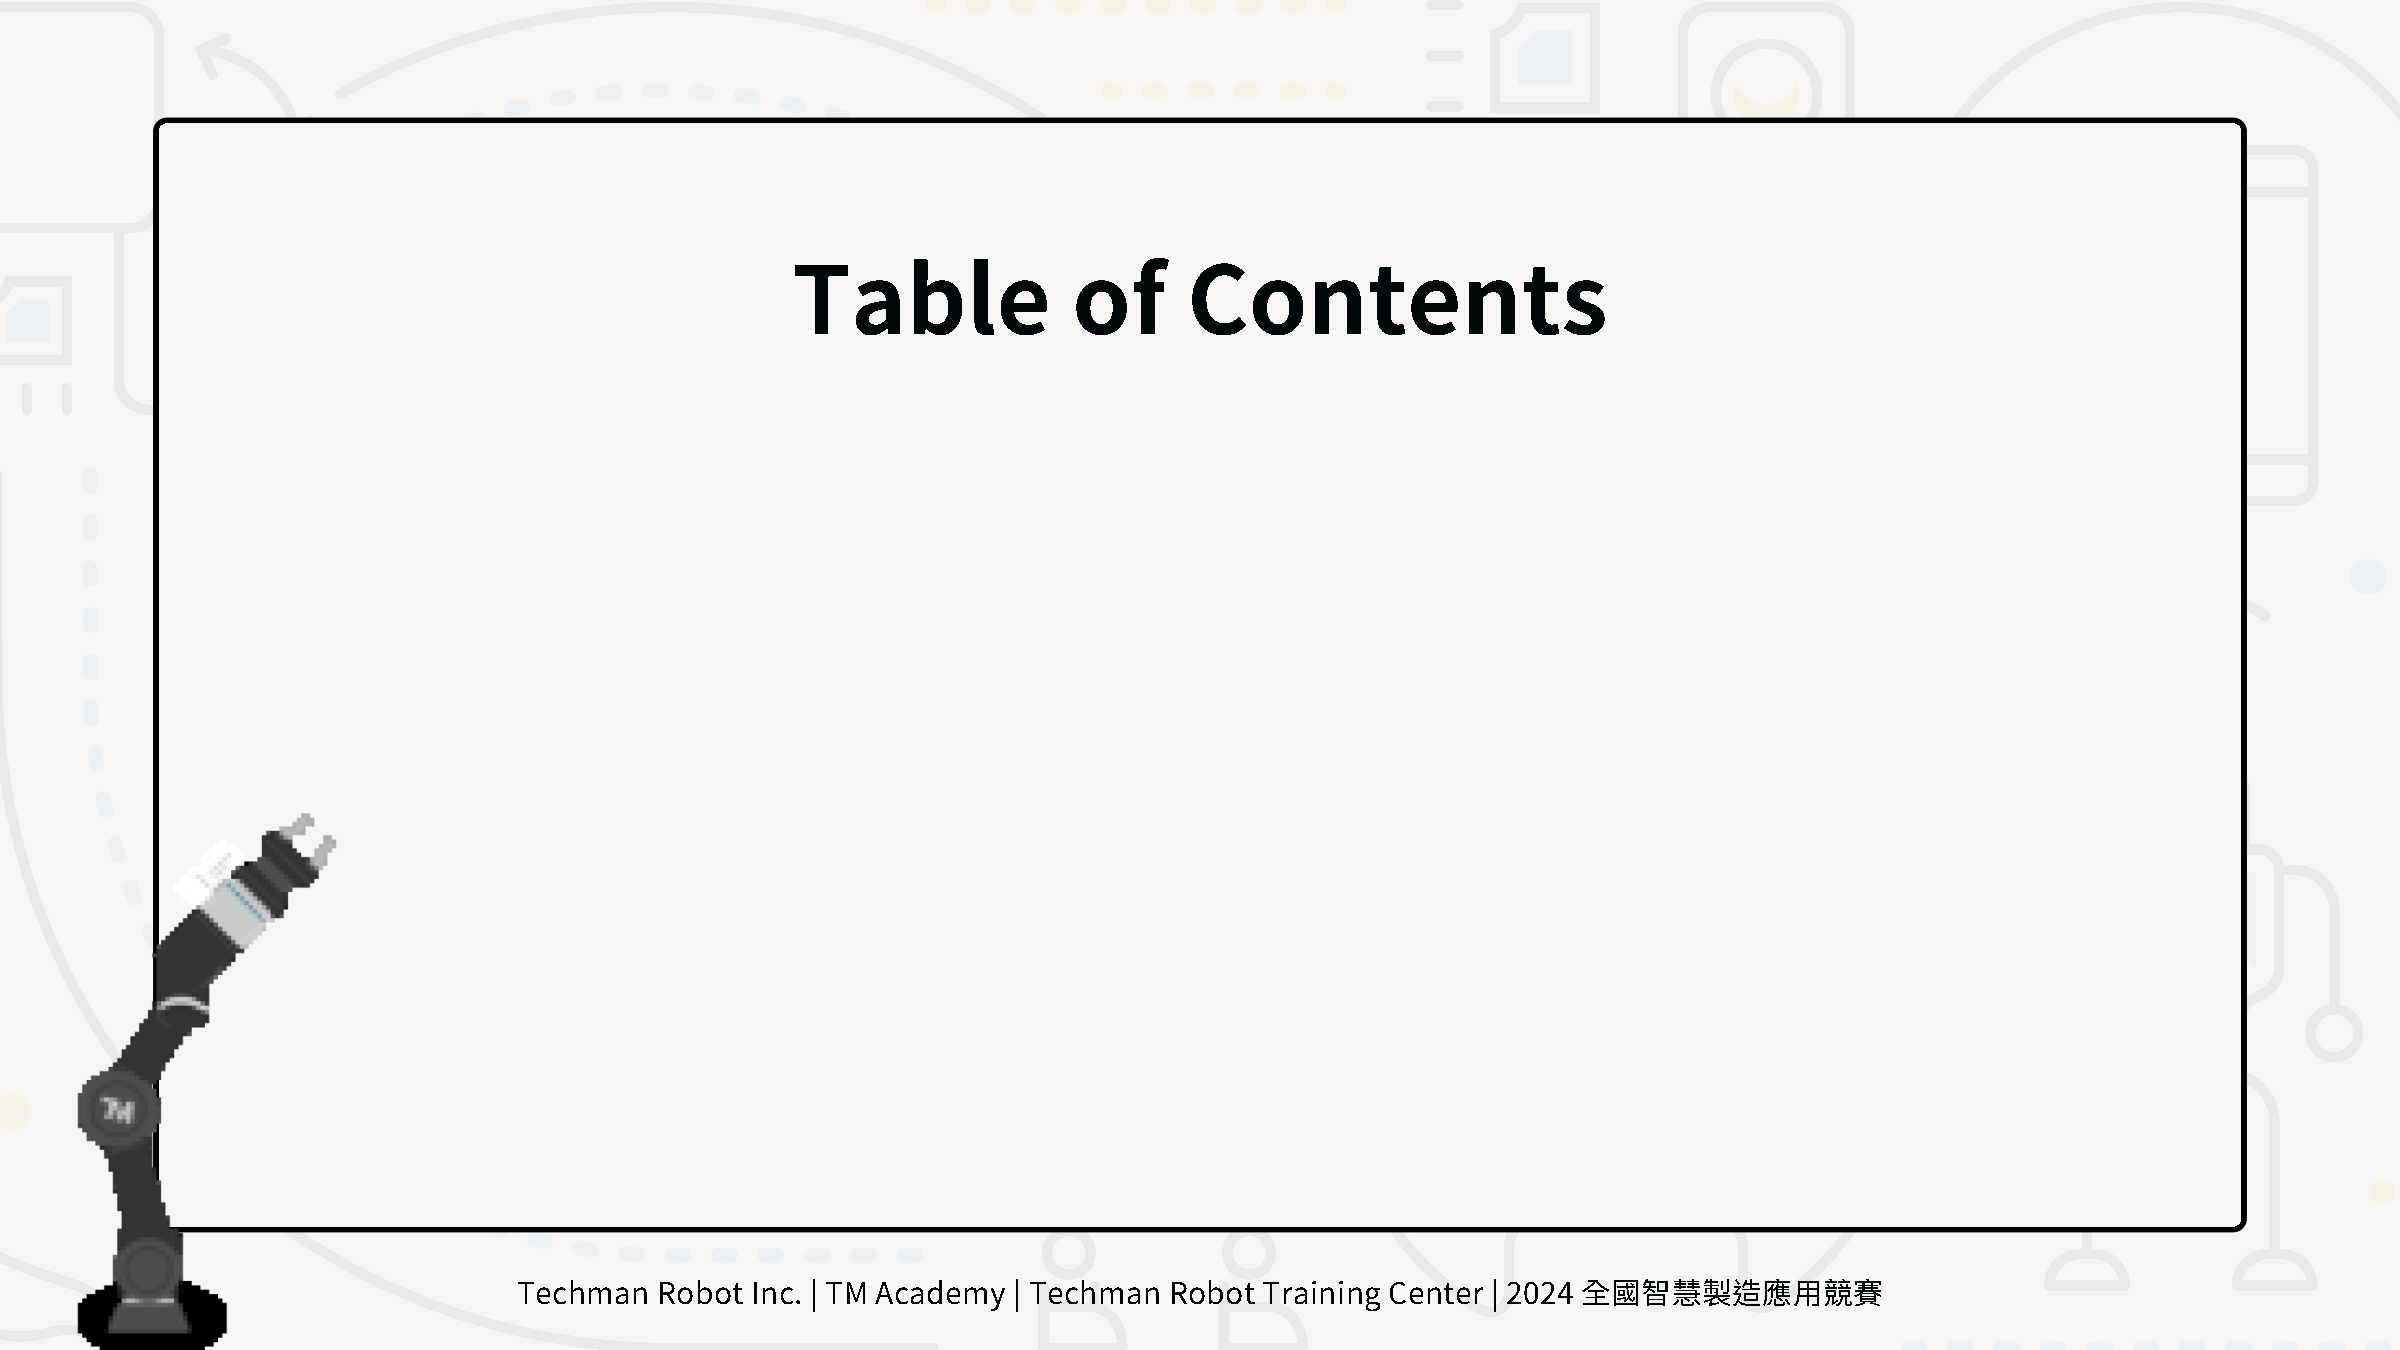 Table of Contents
TM
Techman Robot Inc. | TM Academy | Techman Robot Training Center | 2024 全國智慧製造應用競賽